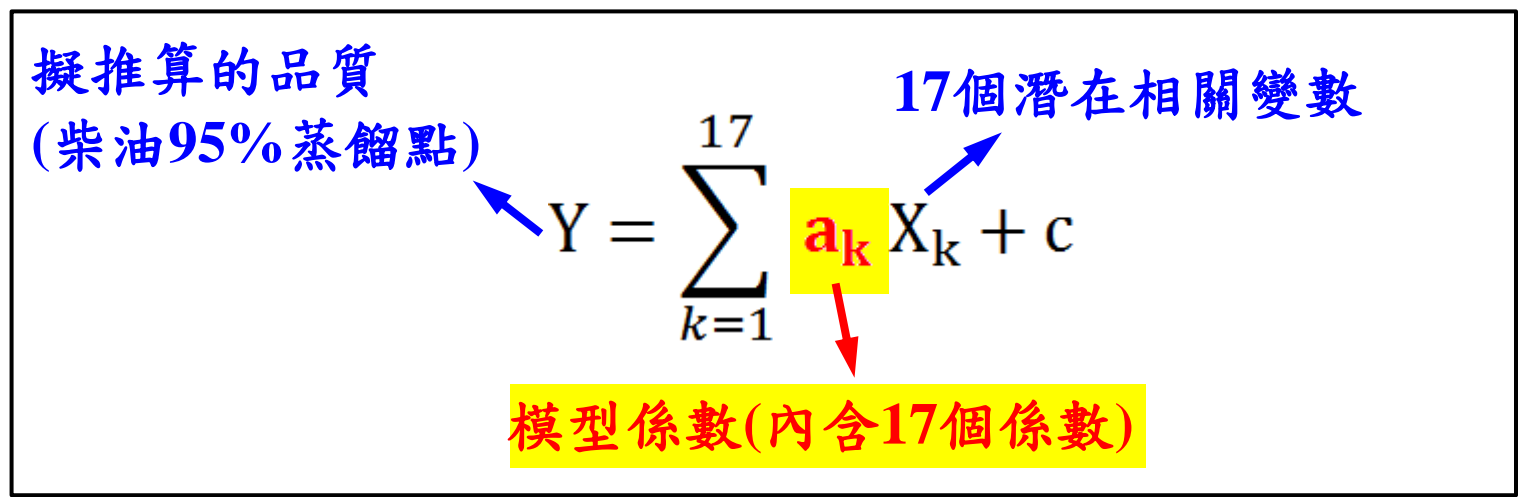 擬推算的品質
(柴油95%蒸餾點)
17個潛在相關變數
17
Y = ∑ aₖ Xₖ + c
k=1
模型係數(內含17個係數)